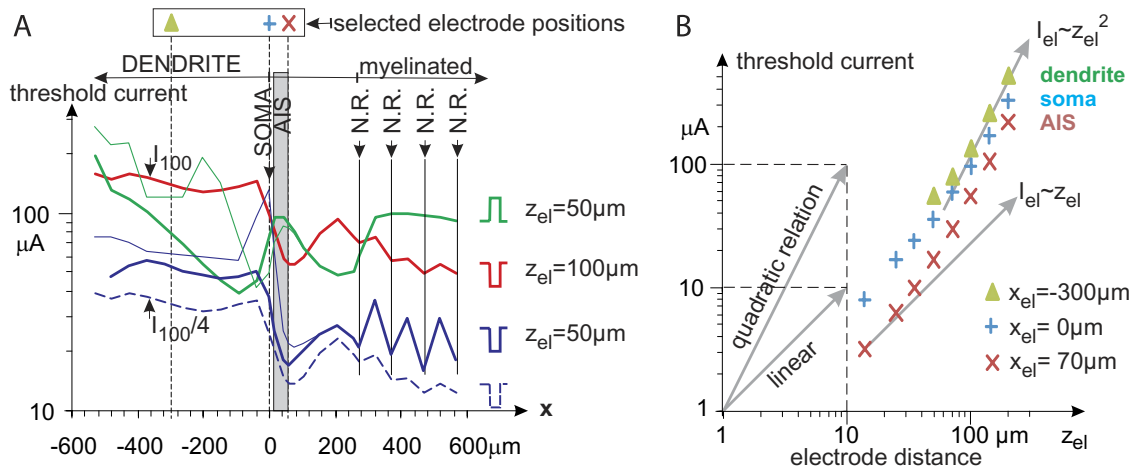 A
selected electrode positions
DENDRITE
myelinated
threshold current
SOMA
AIS
N.R.
N.R.
N.R.
N.R.
I100
100
µA
I100/4
10
zel=50µm
zel=100µm
zel=50µm
x
-600
-400
-200
0
200
400
600
µm
B
threshold current
Iel~zel2
dendrite
soma
AIS
µA
100
10
1
quadratic relation
linear
Iel~zel
xel=-300µm
xel= 0µm
xel= 70µm
1
10
100 µm
zel
electrode distance